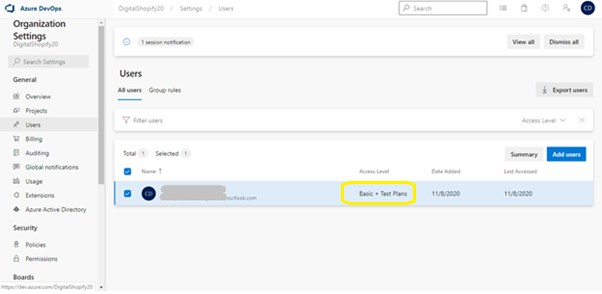 Azure DevOps
DigitalShopify20 / Settings / Users
Search
CD
Organization
Settings
DigitalShopify20
Search Settings
General
Overview
Projects
Users
Billing
Auditing
Global notifications
Usage
Extensions
Azure Active Directory
Security
Policies
Permissions
Boards
https://dev.azure.com/DigitalShopify20
1 session notification
View all
Dismiss all
Users
All users
Group rules
Export users
Filter users
Access Level
Total 1 Selected 1
Summary
Add users
Name ↑ Access Level Date Added Last Accessed
CD
Basic + Test Plans 11/8/2020 11/8/2020